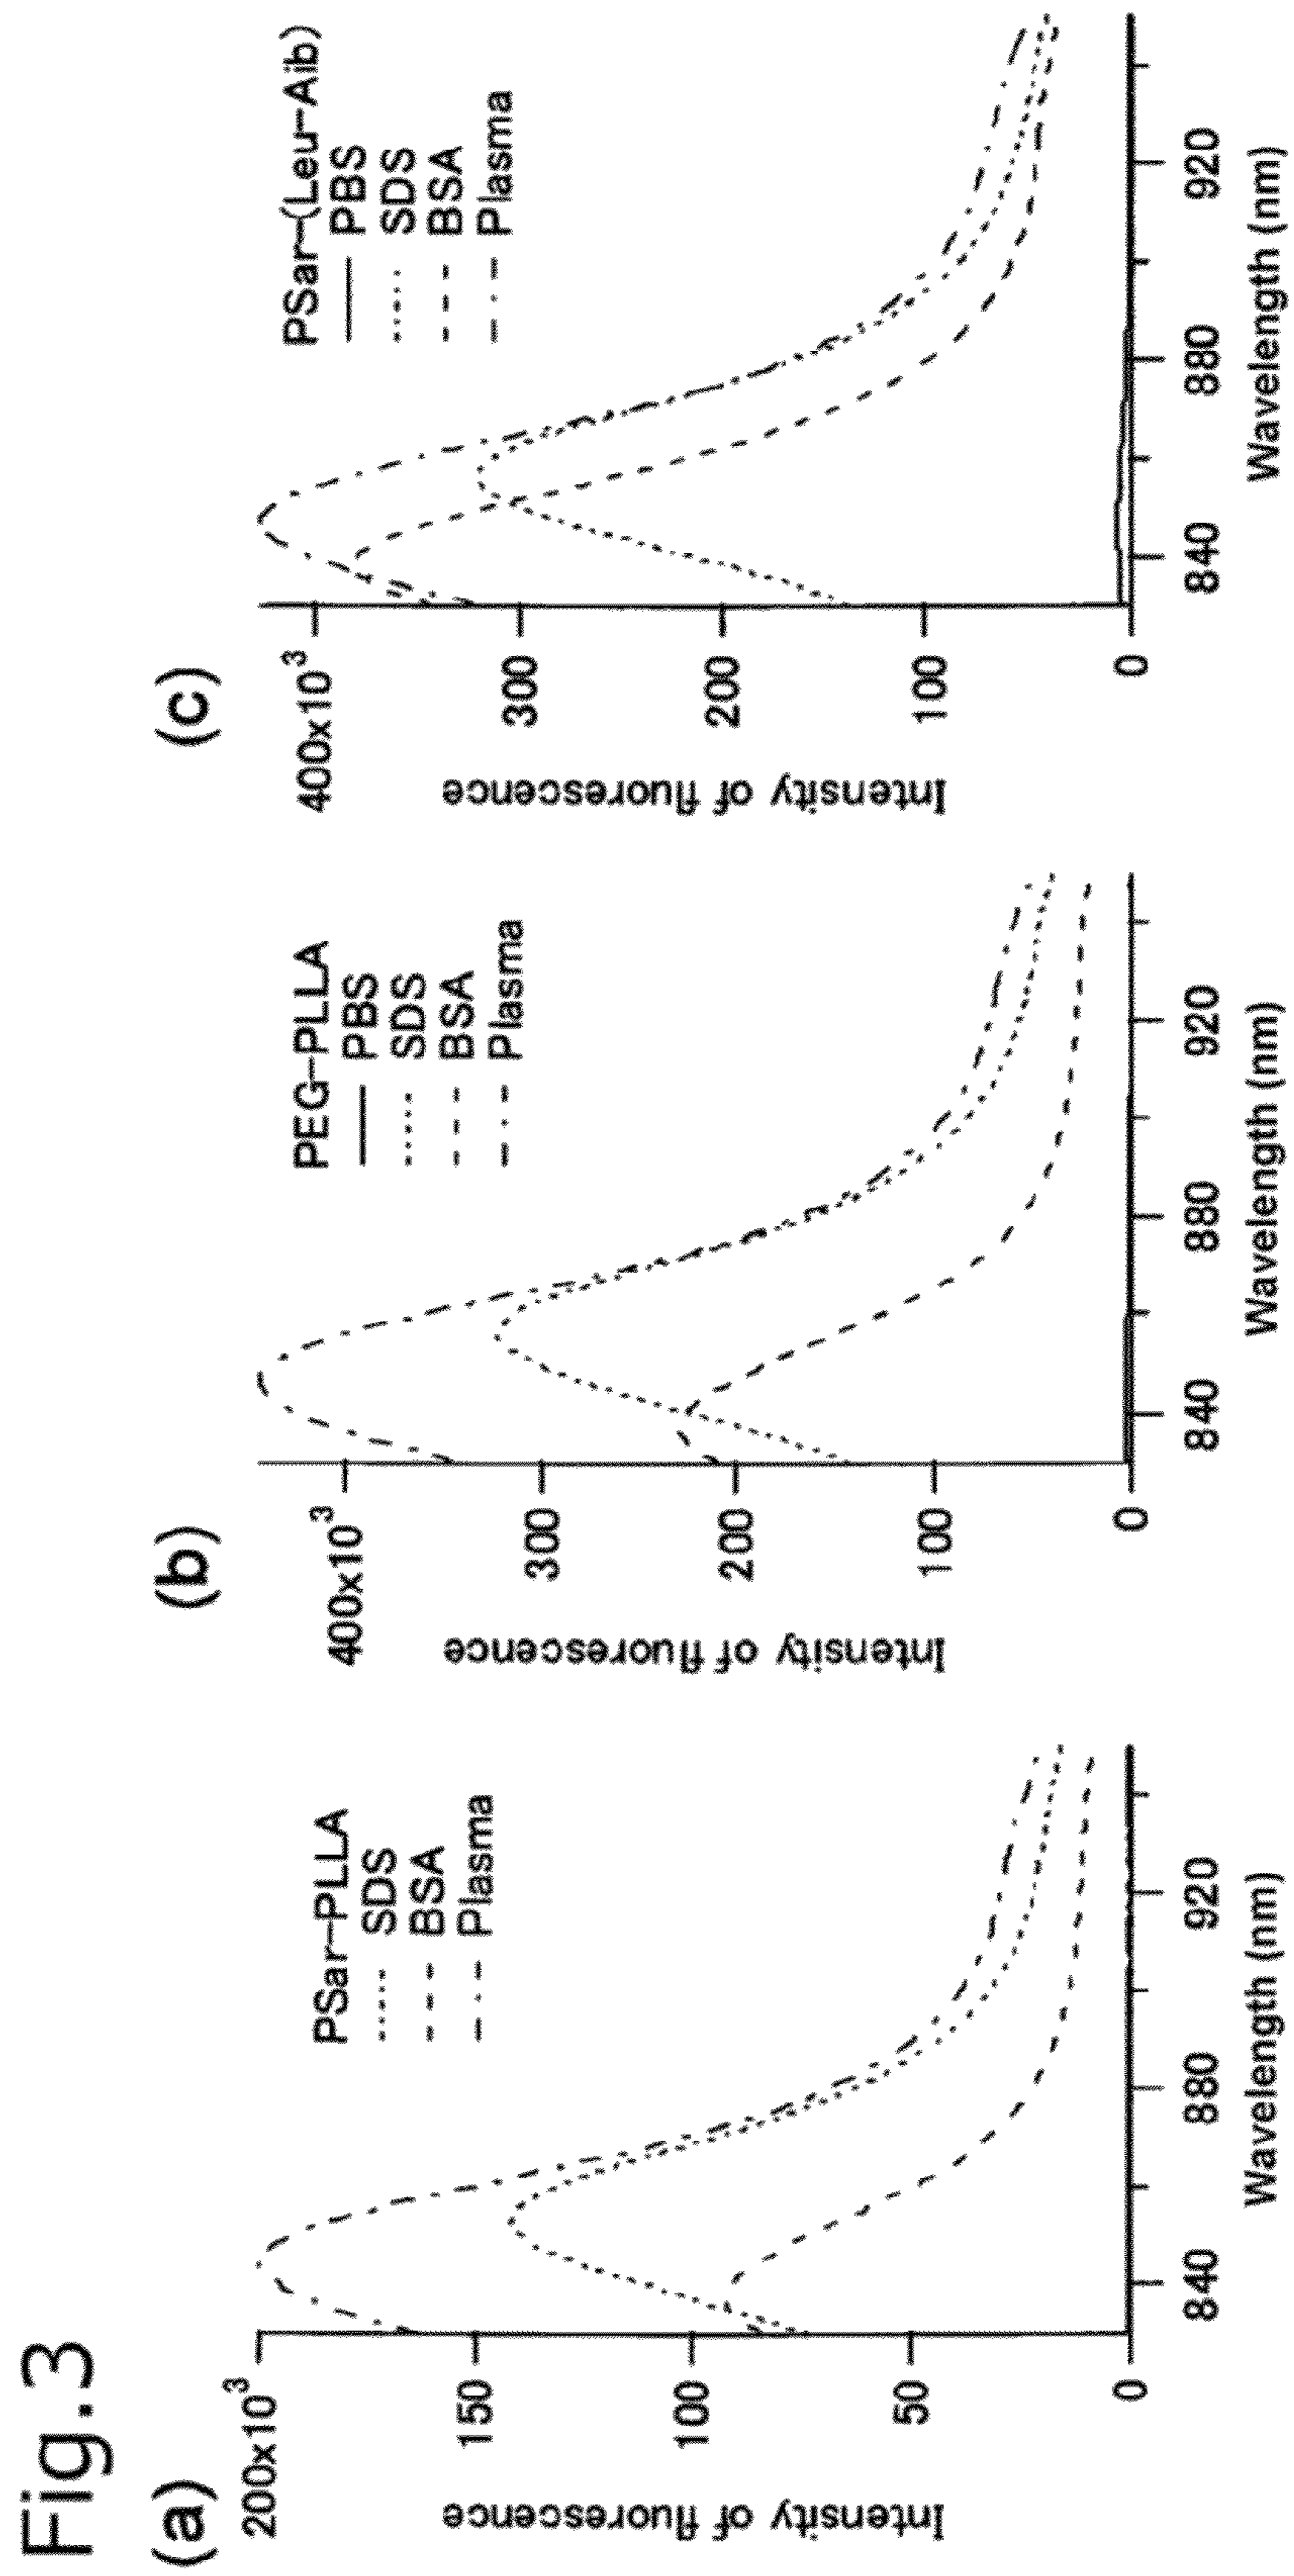 Fig.3
(a)
PSar-PLLA
SDS
BSA
Plasma
200x10³
150
100
50
0
Intensity of fluorescence
840
880
920
Wavelength (nm)
(b)
PEG-PLLA
PBS
SDS
BSA
Plasma
400x10³
300
200
100
0
Intensity of fluorescence
840
880
920
Wavelength (nm)
(c)
PSar-(Leu-Aib)
PBS
SDS
BSA
Plasma
400x10³
300
200
100
0
Intensity of fluorescence
840
880
920
Wavelength (nm)